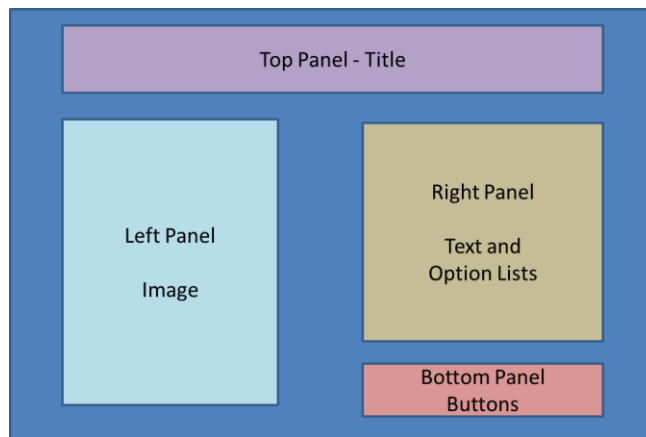 Top Panel - Title
Left Panel
Image
Right Panel
Text and
Option Lists
Bottom Panel
Buttons